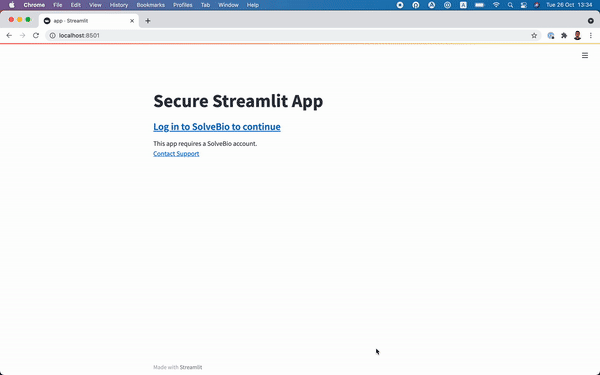 Chrome File Edit View History Bookmarks Profiles Tab Window Help Tue 26 Oct 13:34
app · Streamlit
localhost:8501
Secure Streamlit App
Log in to SolveBio to continue
This app requires a SolveBio account.
Contact Support
Made with Streamlit